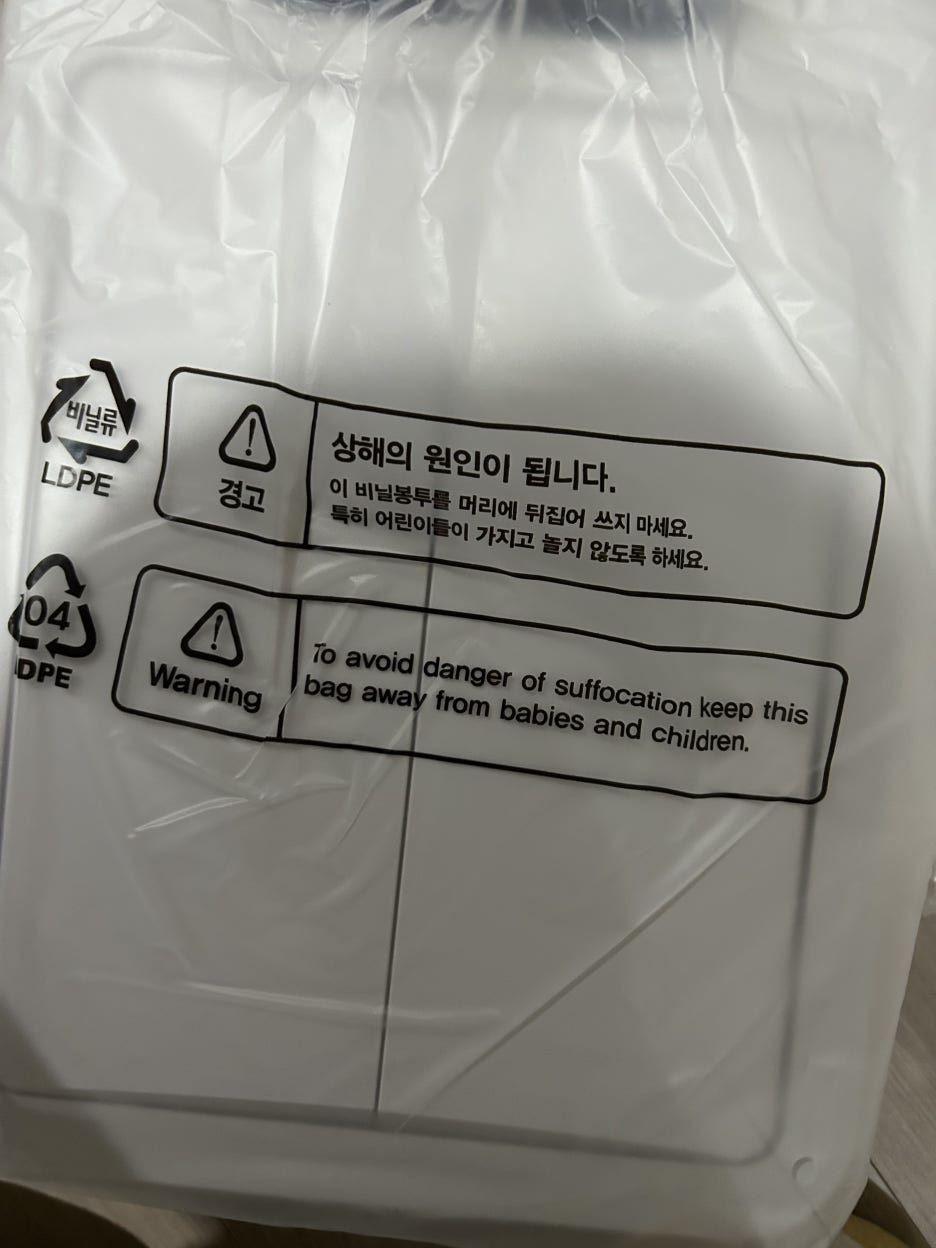 비닐류
LDPE
경고
상해의 원인이 됩니다.
이 비닐봉투를 머리에 뒤집어 쓰지 마세요.
특히 어린이들이 가지고 놀지 않도록 하세요.
04
DPE
Warning
To avoid danger of suffocation keep this
bag away from babies and children.